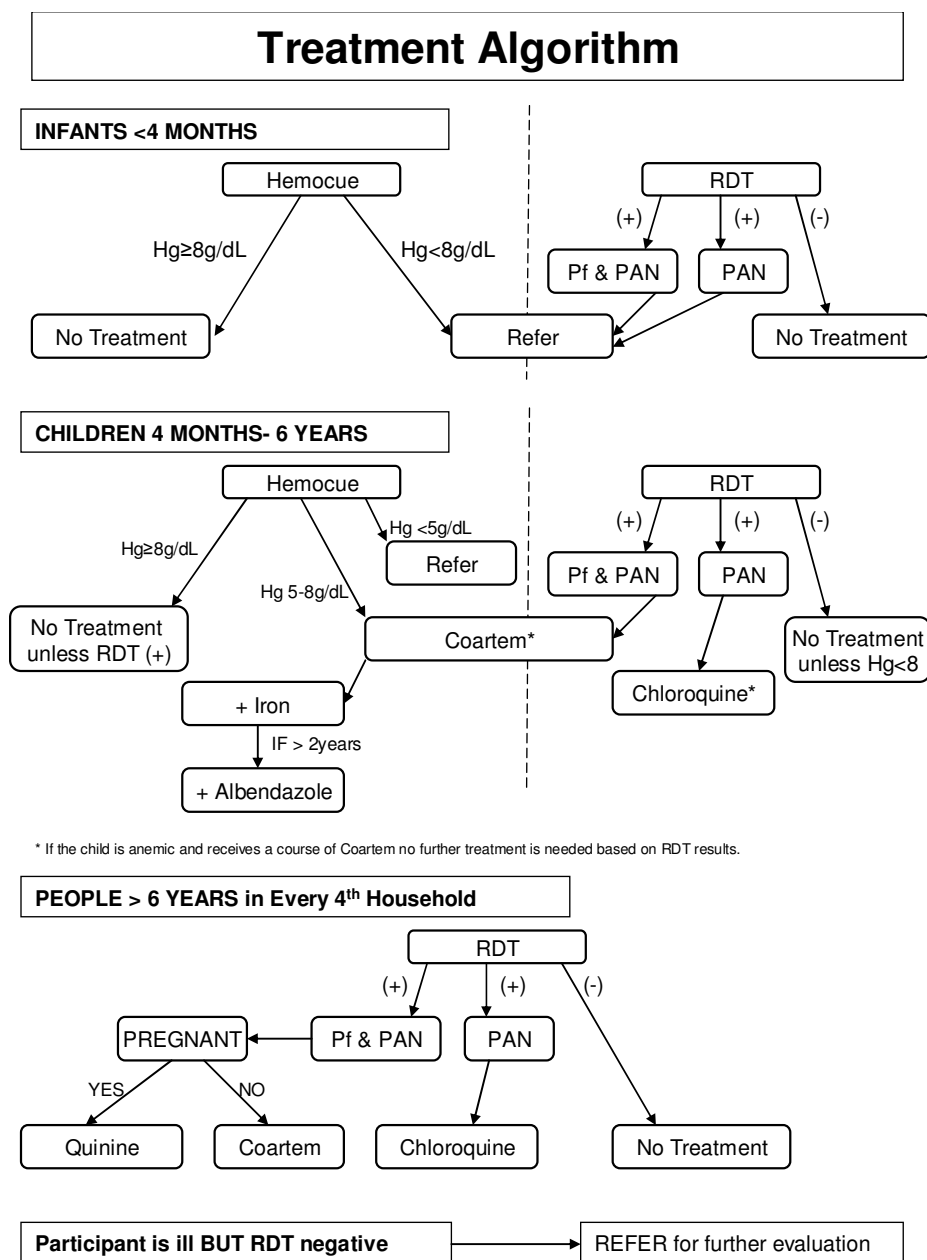 Treatment Algorithm
INFANTS <4 MONTHS
Hemocue
RDT
(+)
(+)
(-)
Hg≥8g/dL
Hg<8g/dL
Pf & PAN
PAN
No Treatment
Refer
No Treatment
CHILDREN 4 MONTHS- 6 YEARS
Hemocue
RDT
(+)
(+)
(-)
Hg≥8g/dL
Hg <5g/dL
Refer
Hg 5-8g/dL
Pf & PAN
PAN
No Treatment
unless RDT (+)
Coartem*
No Treatment
unless Hg<8
Chloroquine*
+ Iron
IF > 2years
+ Albendazole
* If the child is anemic and receives a course of Coartem no further treatment is needed based on RDT results.
PEOPLE > 6 YEARS in Every 4th Household
RDT
(+)
(+)
(-)
PREGNANT
Pf & PAN
PAN
YES
NO
Quinine
Coartem
Chloroquine
No Treatment
Participant is ill BUT RDT negative
REFER for further evaluation